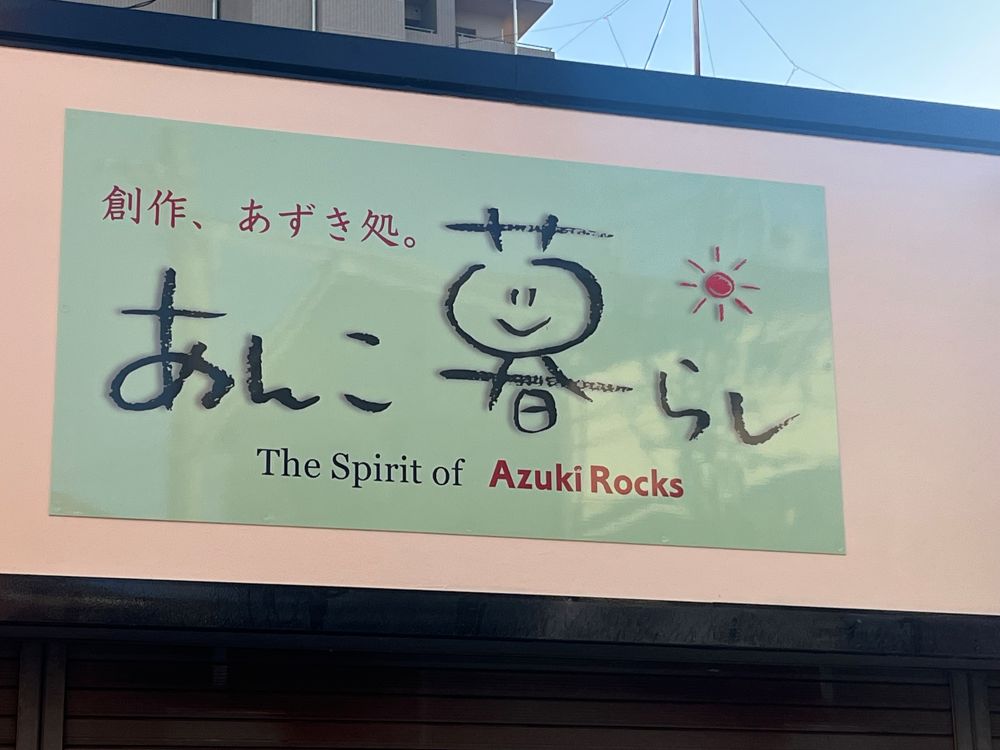 創作、あずき処。
あんこ暮らし
The Spirit of Azuki Rocks